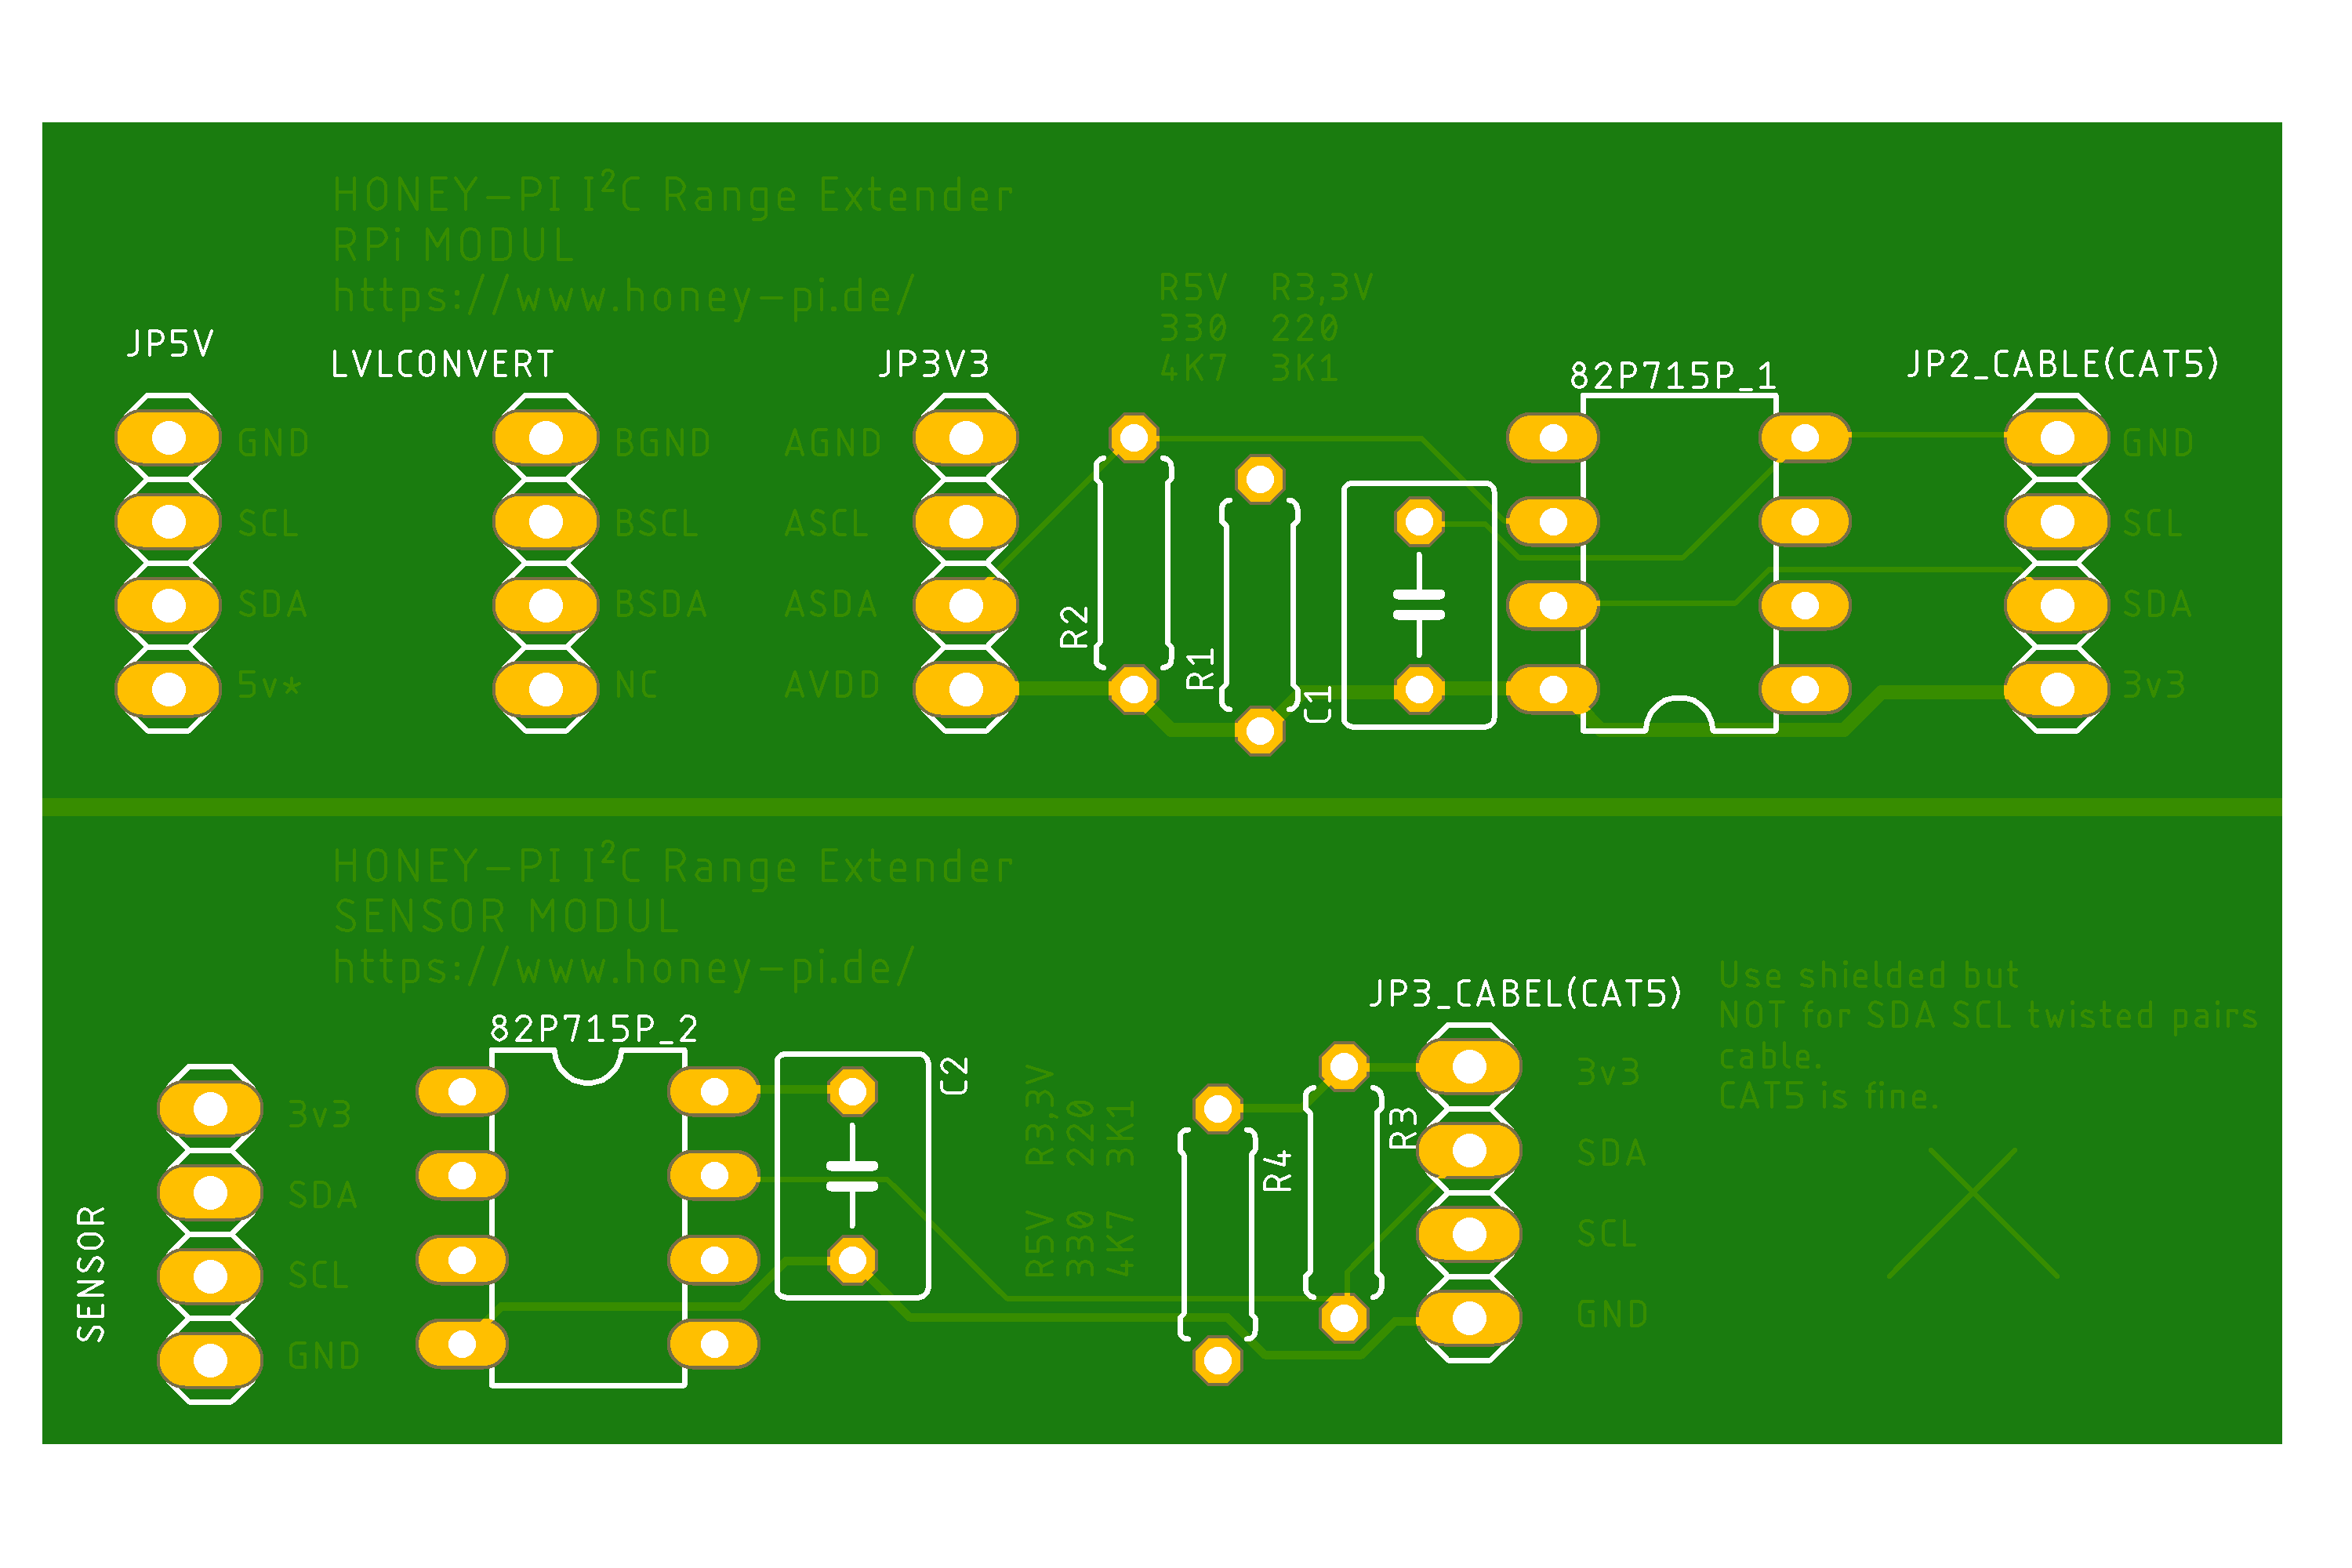 HONEY-PI I²C Range Extender
RPi MODUL
https://www.honey-pi.de/
R5V R3,3V
330 220
4K7 3K1
JP5V
LVLCONVERT
JP3V3
82P715P_1
JP2_CABLE(CAT5)
GND
BGND
AGND
GND
SCL
BSCL
ASCL
SCL
SDA
BSDA
ASDA
SDA
5v*
NC
AVDD
3v3
R2
R1
C1
HONEY-PI I²C Range Extender
SENSOR MODUL
https://www.honey-pi.de/
82P715P_2
JP3_CABEL(CAT5)
Use shielded but
NOT for SDA SCL twisted pairs
cable.
CAT5 is fine.
SENSOR
3v3
SDA
SCL
GND
C2
R5V R3,3V
330 220
4K7 3K1
R4
R3
3v3
SDA
SCL
GND